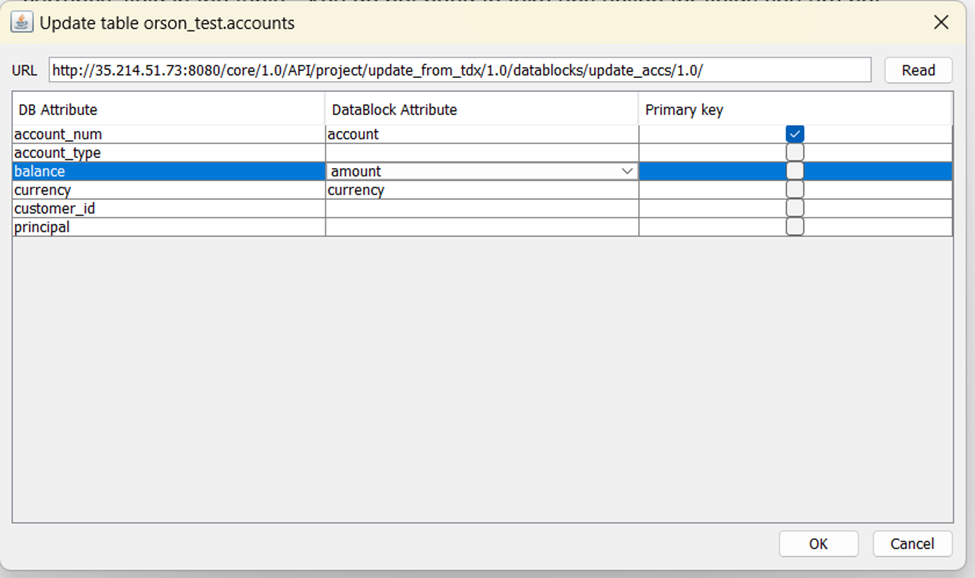 Update table orson_test.accounts
URL http://35.214.51.73:8080/core/1.0/API/project/update_from_tdx/1.0/datablocks/update_accs/1.0/ Read
DB Attribute DataBlock Attribute Primary key
account_num account
account_type
balance amount
currency currency
customer_id
principal
OK Cancel